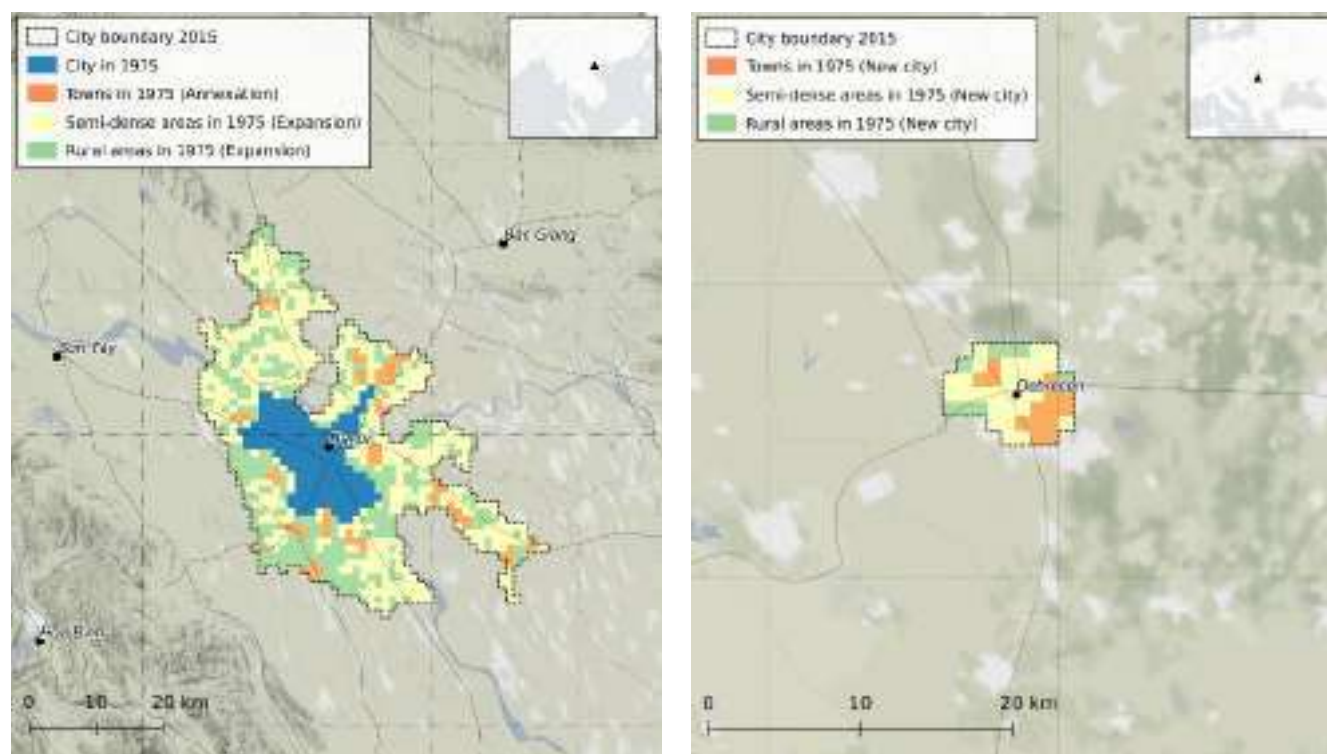 City boundary 2015
City in 1975
Towns in 1975 (Annexation)
Semi-dense areas in 1975 (Expansion)
Rural areas in 1975 (Expansion)
Bac Giang
Son Tay
0 10 20 km
City boundary 2015
Towns in 1975 (New city)
Semi-dense areas in 1975 (New city)
Rural areas in 1975 (New city)
Debrecen
0 10 20 km